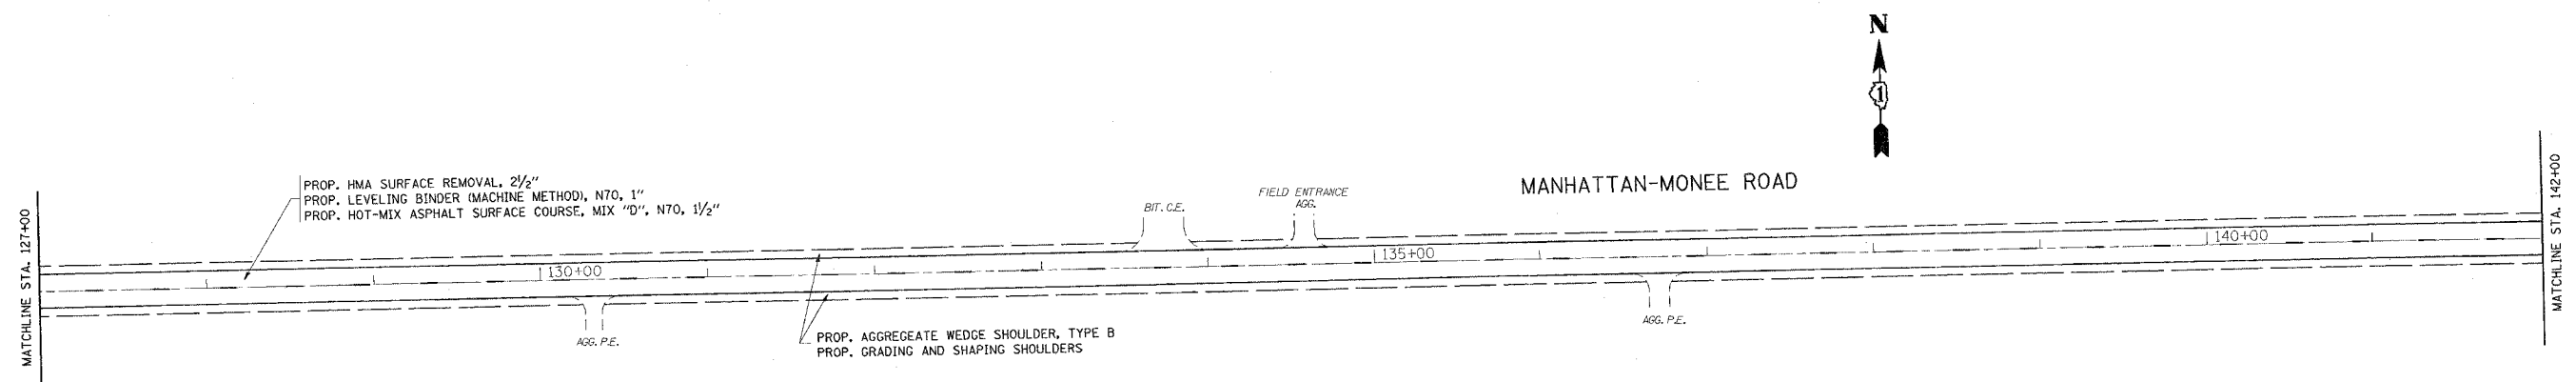 N
1
MATCHLINE STA. 127+00
PROP. HMA SURFACE REMOVAL, 2½"
PROP. LEVELING BINDER (MACHINE METHOD), N70, 1"
PROP. HOT-MIX ASPHALT SURFACE COURSE, MIX "D", N70, 1½"
BIT. C.E.
FIELD ENTRANCE
AGG.
MANHATTAN-MONEE ROAD
MATCHLINE STA. 142+00
130+00
135+00
140+00
AGG. P.E.
PROP. AGGREGEATE WEDGE SHOULDER, TYPE B
PROP. GRADING AND SHAPING SHOULDERS
AGG. P.E.